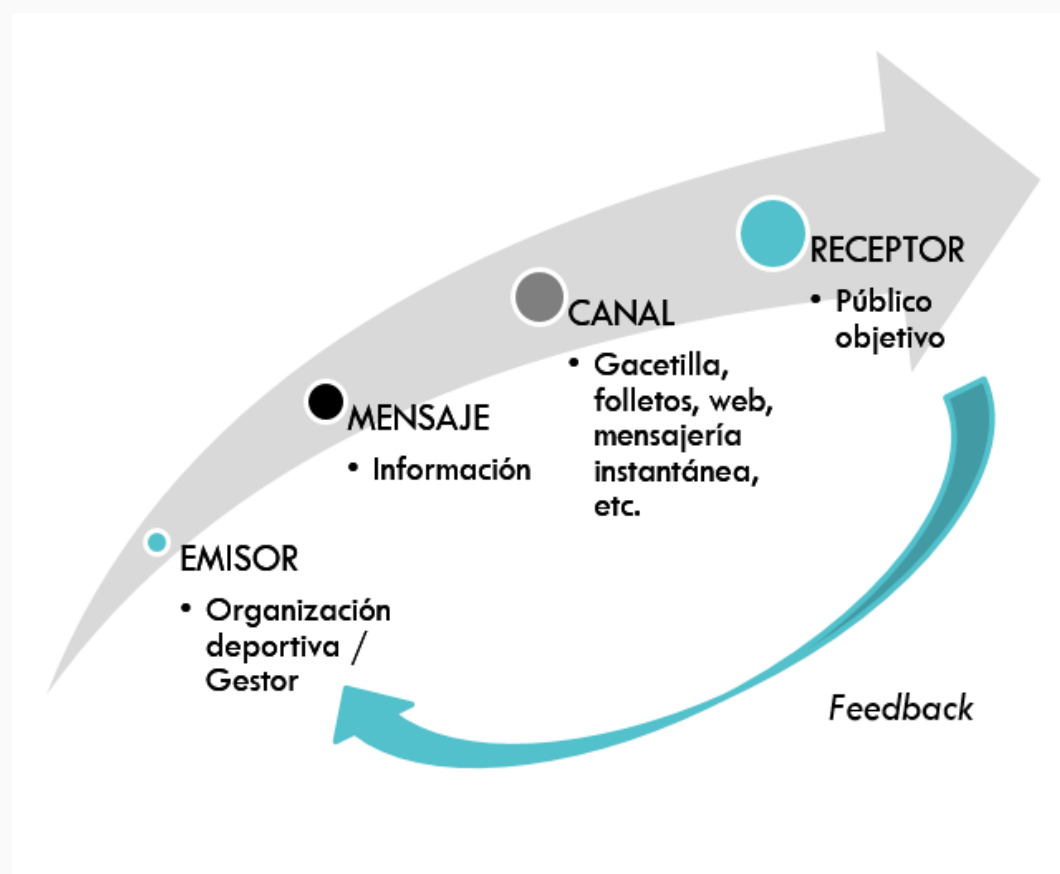 EMISOR
• Organización
deportiva /
Gestor
MENSAJE
• Información
CANAL
• Gacetilla,
folletos, web,
mensajería
instantánea,
etc.
RECEPTOR
• Público
objetivo
Feedback